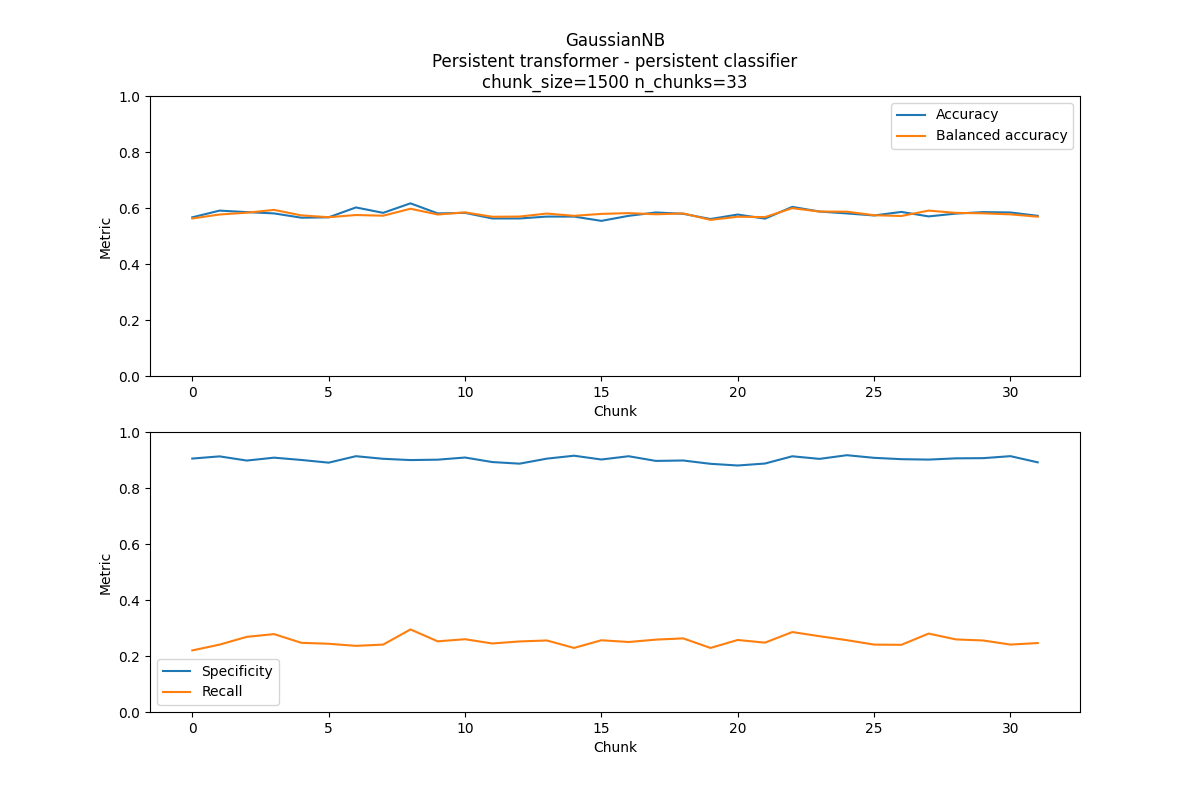 GaussianNB
Persistent transformer - persistent classifier
chunk_size=1500 n_chunks=33
1.0
0.8
0.6
0.4
0.2
0.0
Metric
Accuracy
Balanced accuracy
0 5 10 15 20 25 30
Chunk
1.0
0.8
0.6
0.4
0.2
0.0
Metric
Specificity
Recall
0 5 10 15 20 25 30
Chunk